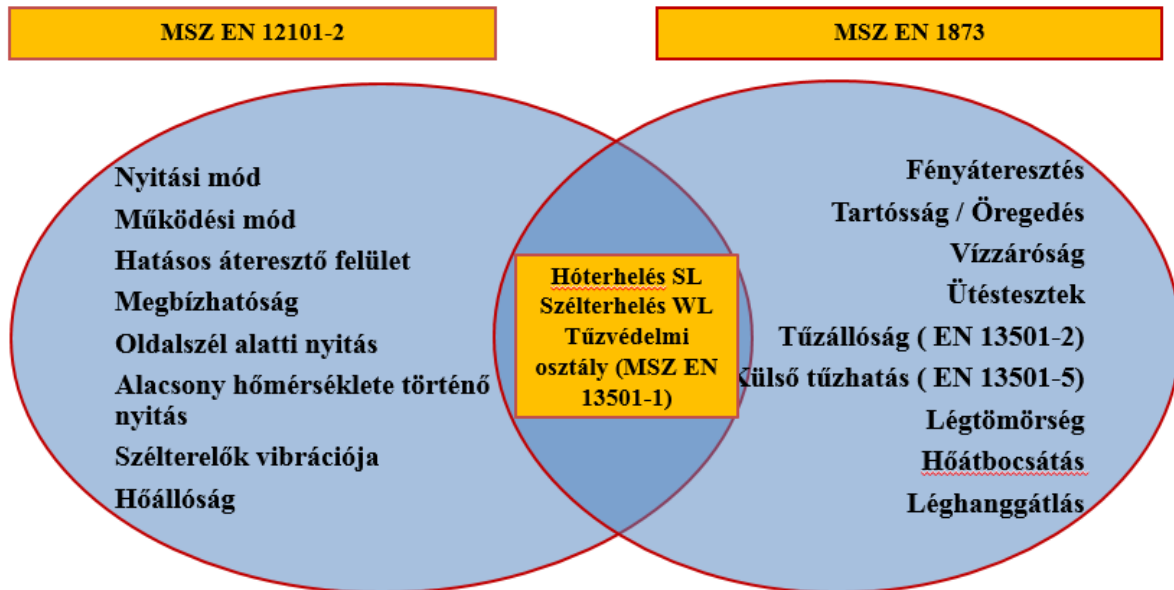 MSZ EN 12101-2
MSZ EN 1873
Nyitási mód
Működési mód
Hatásos áteresztő felület
Megbízhatóság
Oldalszél alatti nyitás
Alacsony hőmérséklete történő
nyitás
Szélterelők vibrációja
Hőállóság
Hóterhelés SL
Szélterhelés WL
Tűzvédelmi
osztály (MSZ EN
13501-1)
Fényáteresztés
Tartósság / Öregedés
Vízzáróság
Ütéstesztek
Tűzállóság ( EN 13501-2)
Külső tűzhatás ( EN 13501-5)
Légtömörség
Hőátbocsátás
Léghanggátlás